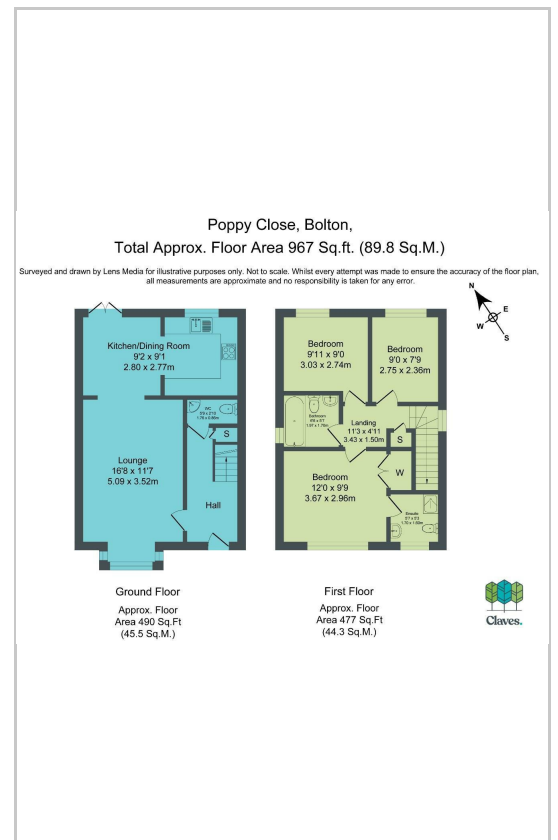 Poppy Close, Bolton,
Total Approx. Floor Area 967 Sq.ft. (89.8 Sq.M.)
Surveyed and drawn by Lens Media for illustrative purposes only. Not to scale. Whilst every attempt was made to ensure the accuracy of the floor plan,
all measurements are approximate and no responsibility is taken for any error.
N
E
W
S
Kitchen/Dining Room
9'2 x 9'1
2.80 x 2.77m
WC
S
Lounge
16'8 x 11'7
5.09 x 3.52m
Hall
Bedroom
9'11 x 9'0
3.03 x 2.74m
Bedroom
9'0 x 7'9
2.75 x 2.36m
Bathroom
Landing
11'3 x 4'11
3.43 x 1.50m
S
Bedroom
12'0 x 9'9
3.67 x 2.96m
W
Ensuite
Ground Floor
Approx. Floor
Area 490 Sq.Ft
(45.5 Sq.M.)
First Floor
Approx. Floor
Area 477 Sq.Ft
(44.3 Sq.M.)
Claves.